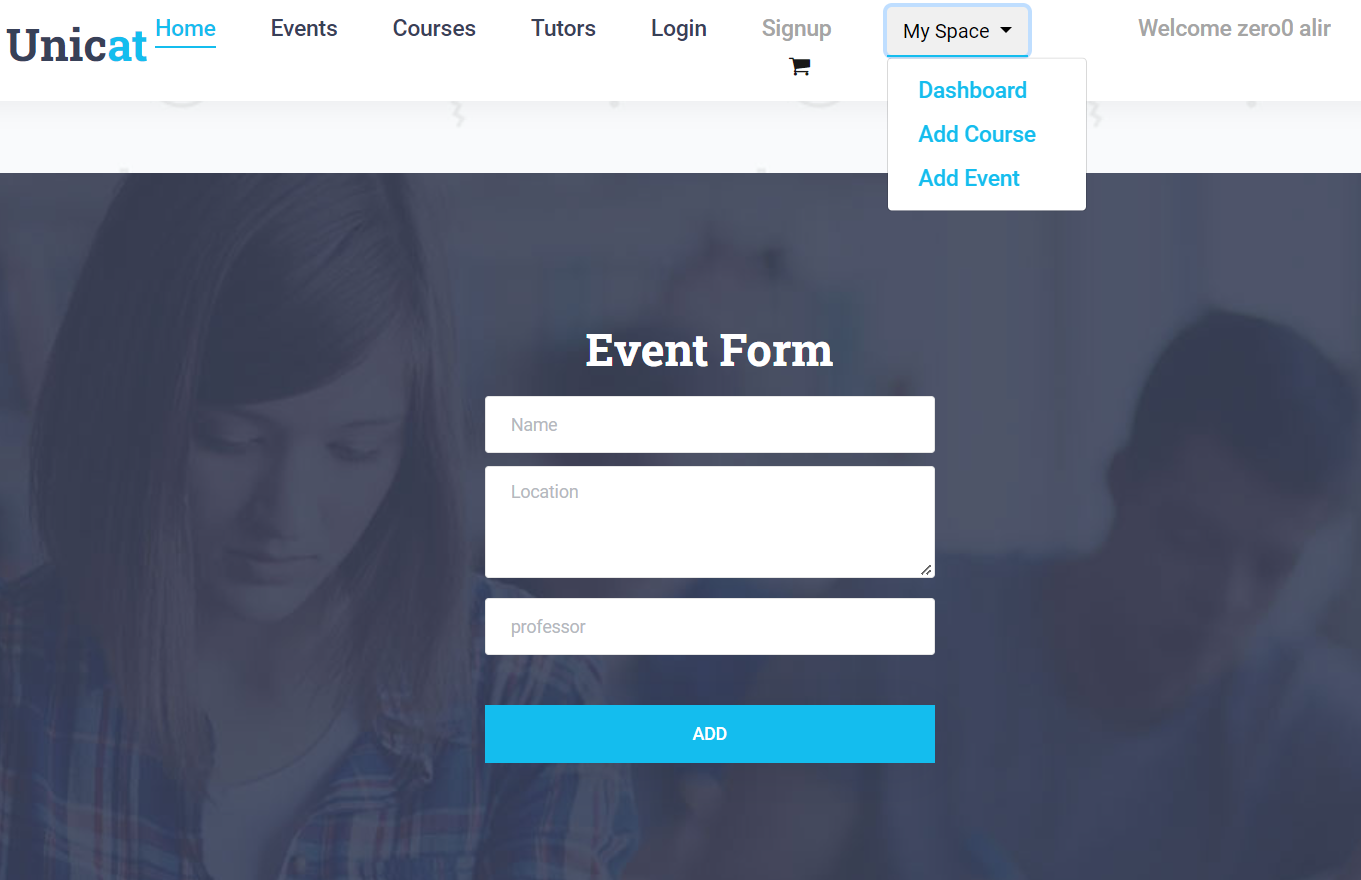 Unicat
Home
Events
Courses
Tutors
Login
Signup
My Space
Welcome zero0 alir
Dashboard
Add Course
Add Event
Event Form
Name
Location
professor
ADD